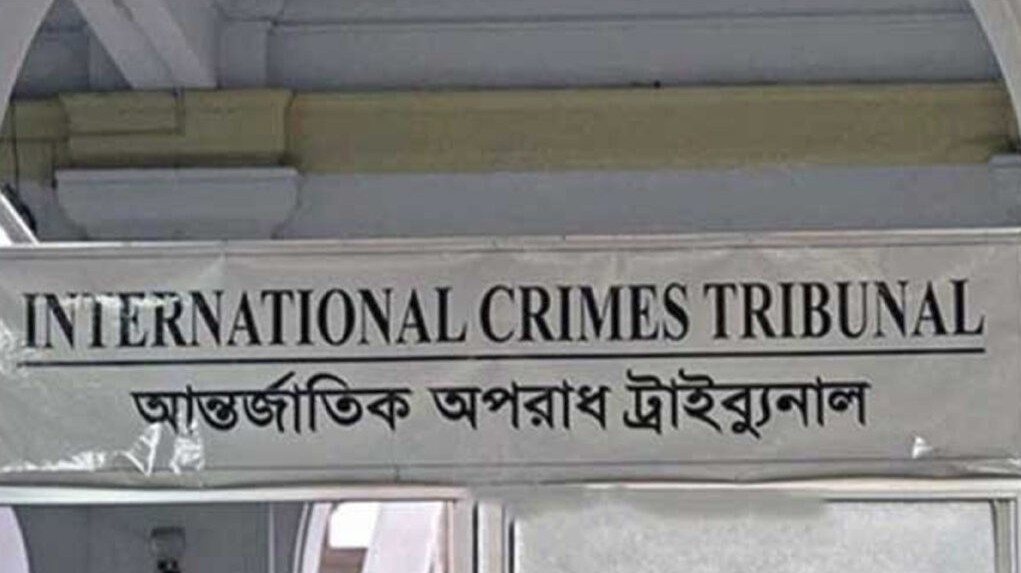 INTERNATIONAL CRIMES TRIBUNAL
আন্তর্জাতিক অপরাধ ট্রাইব্যুনাল